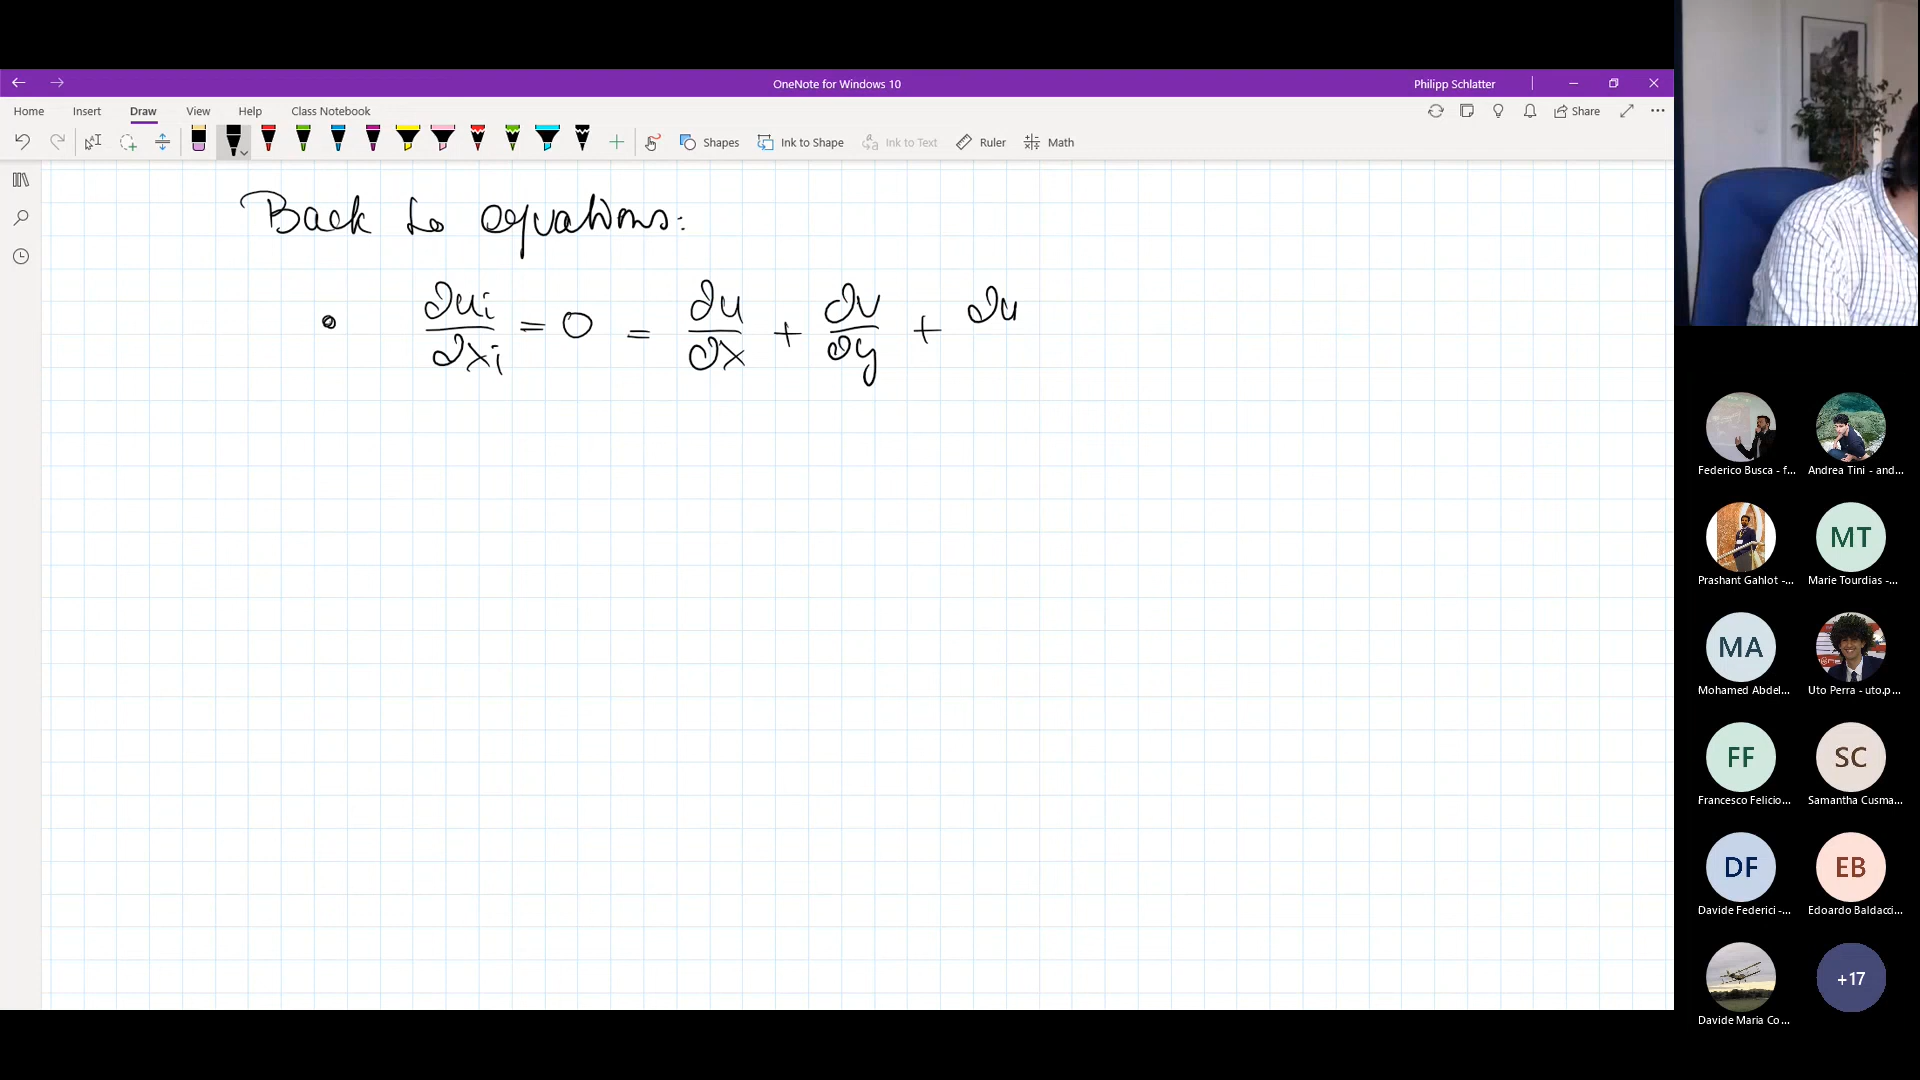 OneNote for Windows 10
Philipp Schlatter
Home Insert Draw View Help Class Notebook
Share
Shapes Ink to Shape Ink to Text Ruler Math
Back to equations:
• ∂ui/∂xi = 0 = ∂u/∂x + ∂v/∂y + ∂u
Federico Busca - f...
Andrea Tini - and...
Prashant Gahlot -...
MT
Marie Tourdias -...
MA
Mohamed Abdel...
Uto Perra - uto.p...
FF
Francesco Felicio...
SC
Samantha Cusma...
DF
Davide Federici -...
EB
Edoardo Baldacci...
Davide Maria Co...
+17